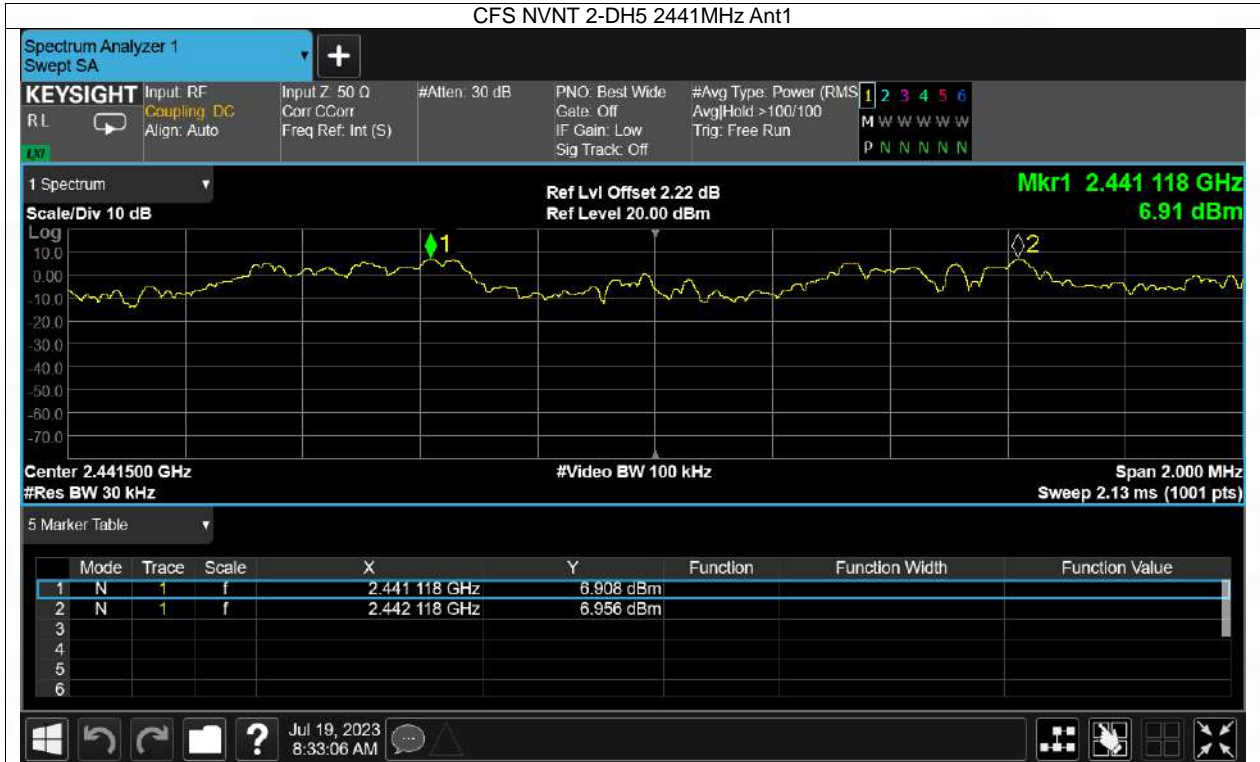 CFS NVNT 2-DH5 2441MHz Ant1
Spectrum Analyzer 1
Swept SA
+
KEYSIGHT Input: RF Input Z: 50 Ω #Atten: 30 dB PNO: Best Wide #Avg Type: Power (RMS 1 2 3 4 5 6
RL Coupling: DC Corr CCorr Gate: Off Avg|Hold:>100/100 M W W W W W
Align: Auto Freq Ref: Int (S) IF Gain: Low Trig: Free Run
Sig Track: Off P N N N N N
LXI
1 Spectrum Ref Lvl Offset 2.22 dB Mkr1 2.441 118 GHz
Scale/Div 10 dB Ref Level 20.00 dBm 6.91 dBm
Log
1 2
10.0
0.00
-10.0
-20.0
-30.0
-40.0
-50.0
-60.0
-70.0
Center 2.441500 GHz #Video BW 100 kHz Span 2.000 MHz
#Res BW 30 kHz Sweep 2.13 ms (1001 pts)
5 Marker Table
Mode Trace Scale X Y Function Function Width Function Value
1 N 1 f 2.441 118 GHz 6.908 dBm
2 N 1 f 2.442 118 GHz 6.956 dBm
3
4
5
6
? Jul 19, 2023
8:33:06 AM